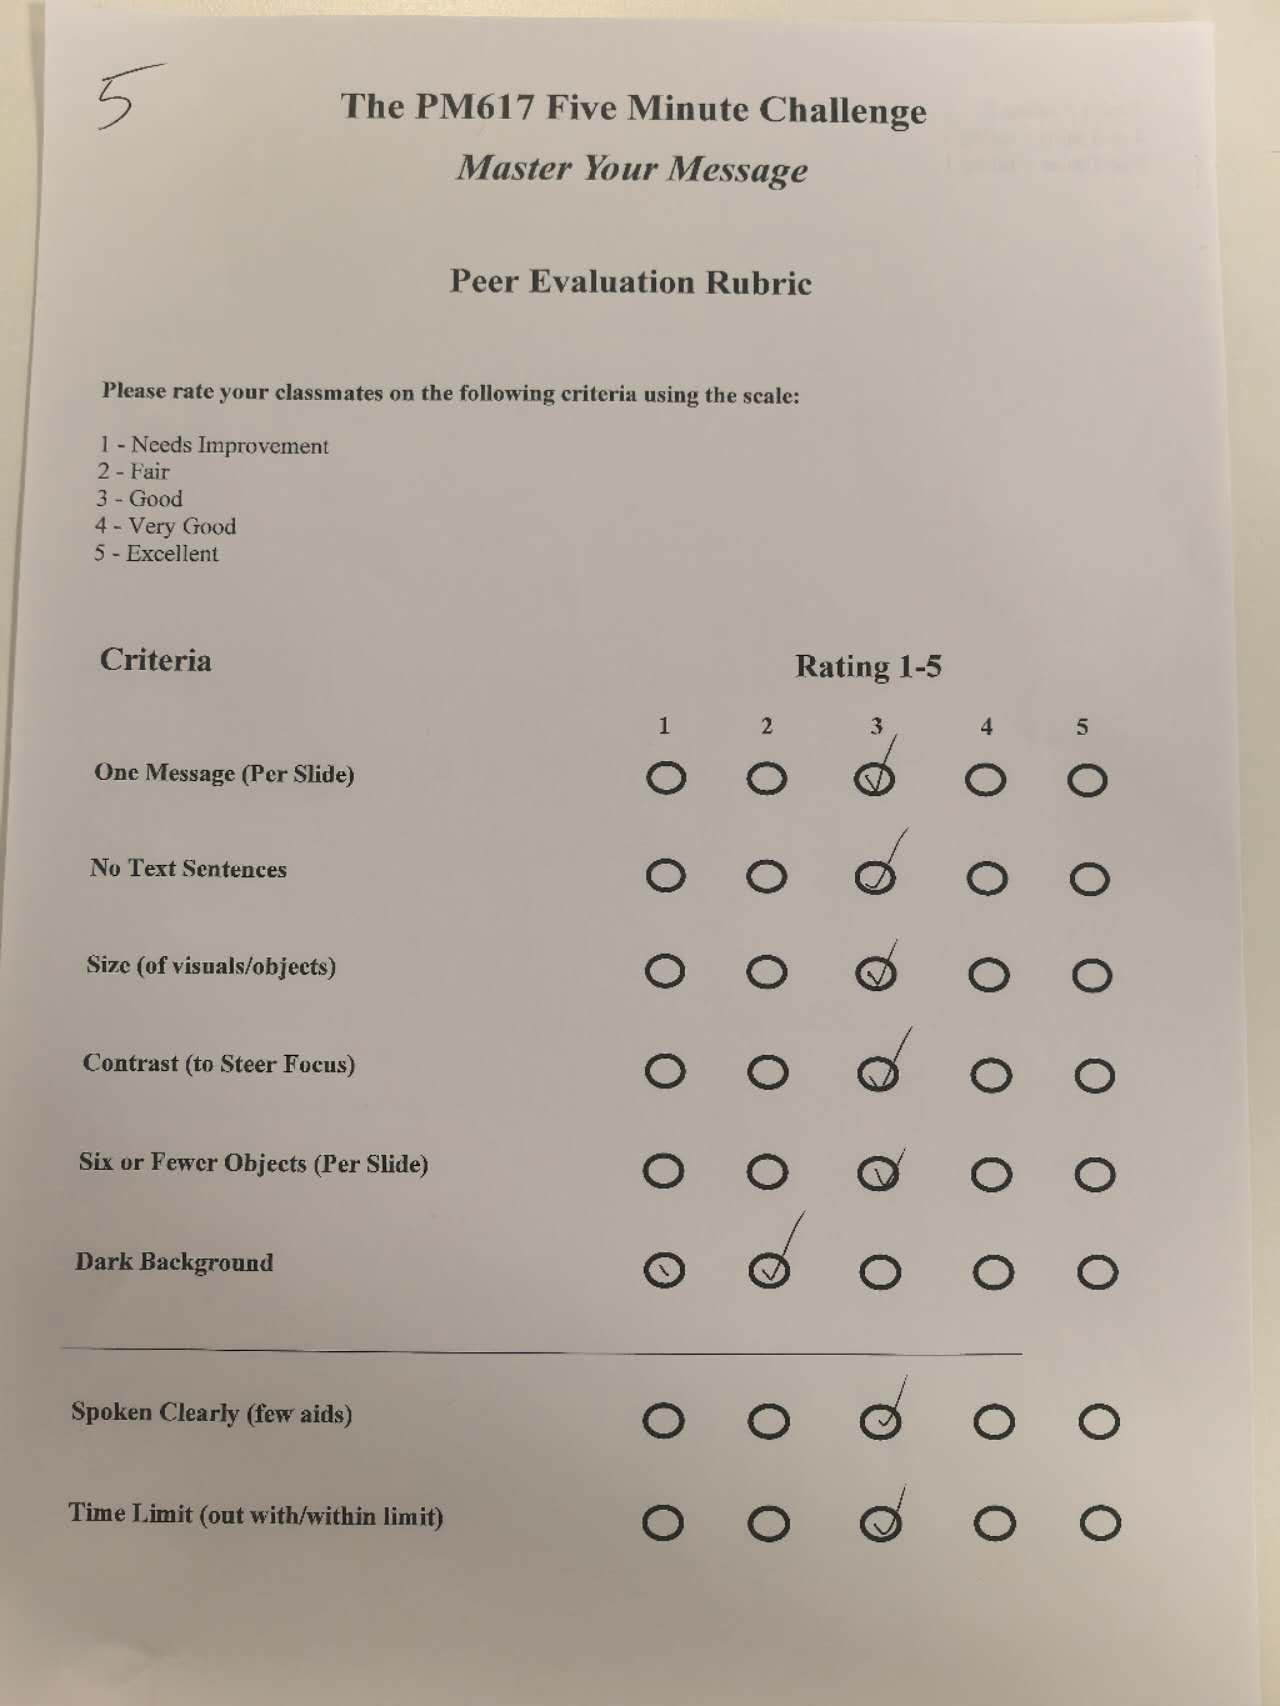 5
The PM617 Five Minute Challenge
Master Your Message
Peer Evaluation Rubric
Please rate your classmates on the following criteria using the scale:
1 - Needs Improvement
2 - Fair
3 - Good
4 - Very Good
5 - Excellent
Criteria
Rating 1-5
1 2 3 4 5
One Message (Per Slide)
No Text Sentences
Size (of visuals/objects)
Contrast (to Steer Focus)
Six or Fewer Objects (Per Slide)
Dark Background
Spoken Clearly (few aids)
Time Limit (out with/within limit)